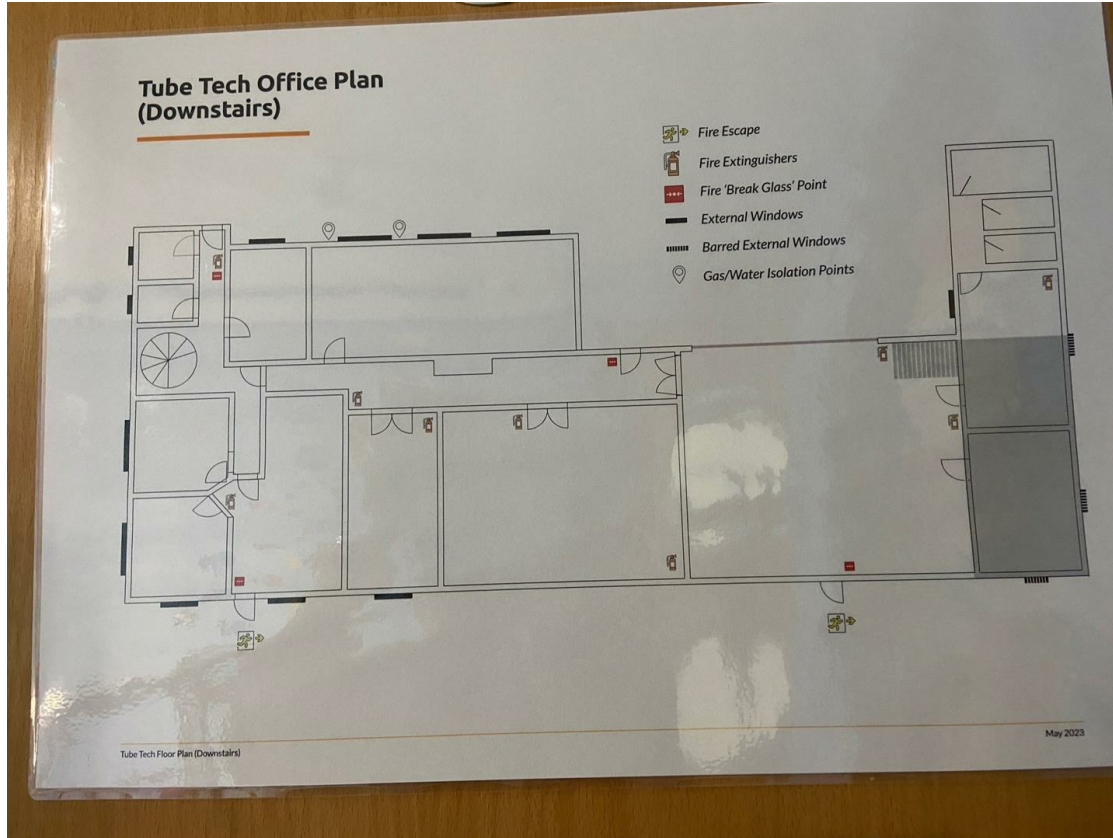 Tube Tech Office Plan
(Downstairs)
Fire Escape
Fire Extinguishers
Fire 'Break Glass' Point
External Windows
Barred External Windows
Gas/Water Isolation Points
Tube Tech Floor Plan (Downstairs)
May 2023